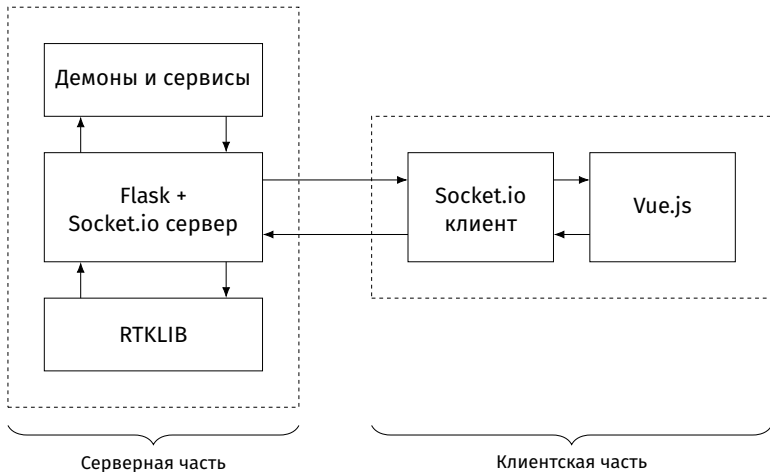 Демоны и сервисы
Flask +
Socket.io сервер
RTKLIB
Socket.io
клиент
Vue.js
Серверная часть
Клиентская часть